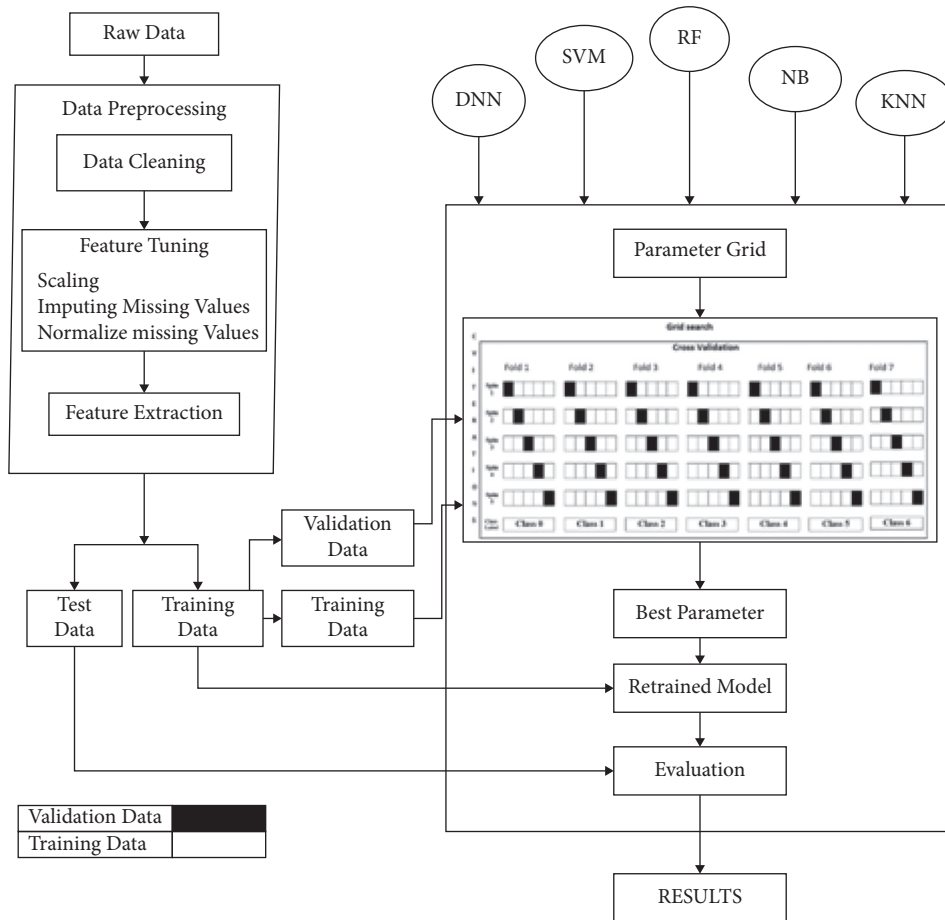 Raw Data
Data Preprocessing
Data Cleaning
Feature Tuning
Scaling
Imputing Missing Values
Normalize missing Values
Feature Extraction
Test
Data
Training
Data
Validation
Data
Training
Data
Validation Data
Training Data
DNN
SVM
RF
NB
KNN
Parameter Grid
Grid search
Cross Validation
Fold 1 Fold 2 Fold 3 Fold 4 Fold 5 Fold 6 Fold 7
Class
Label
Class 0 Class 1 Class 2 Class 3 Class 4 Class 5 Class 6
Best Parameter
Retrained Model
Evaluation
RESULTS